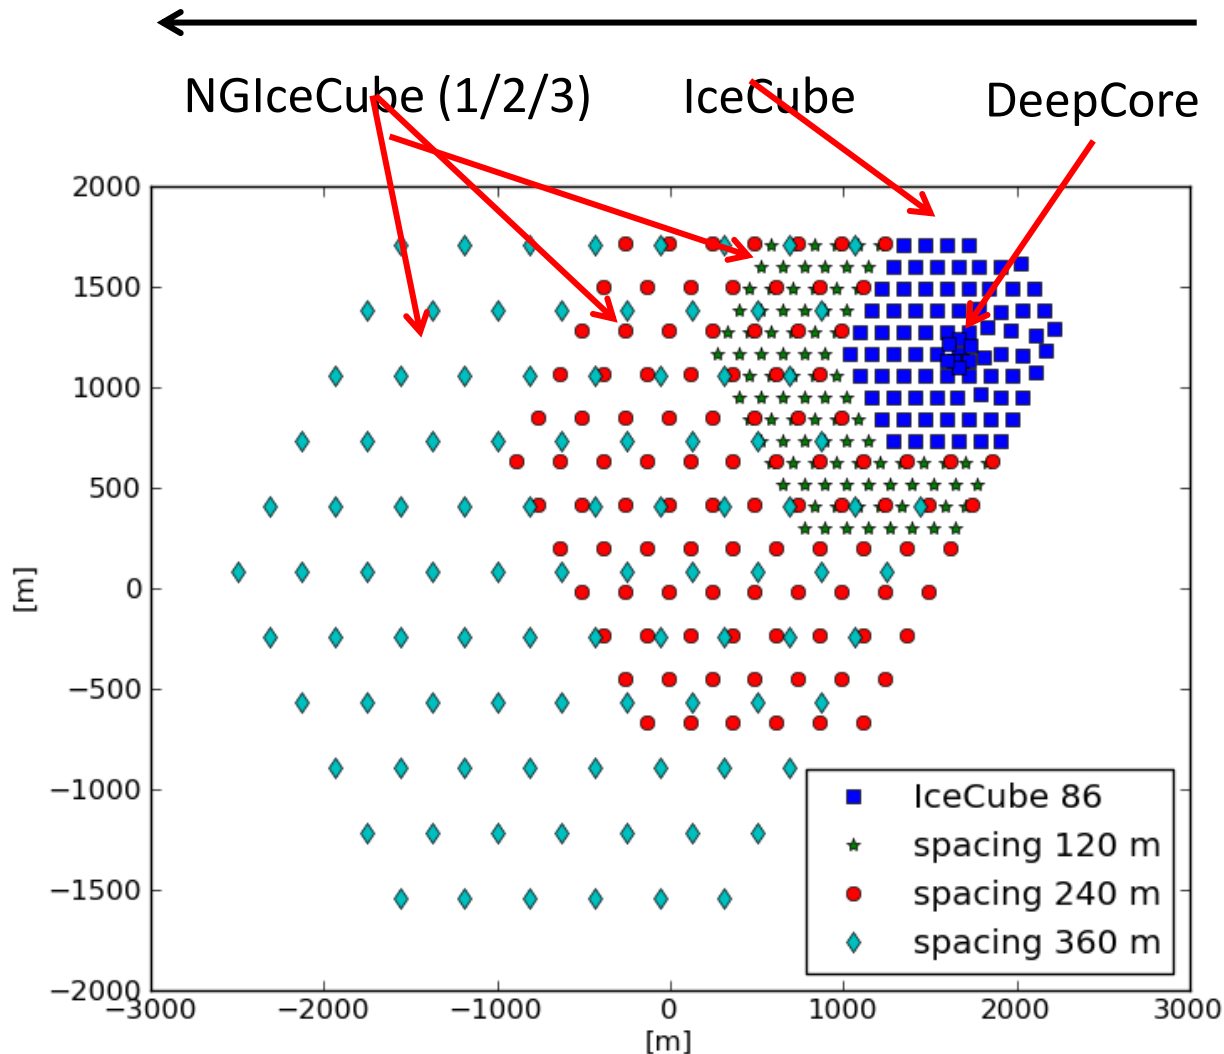 NGIceCube (1/2/3) IceCube DeepCore
2000
1500
1000
500
0
−500
−1000
−1500
−2000
[m]
IceCube 86
spacing 120 m
spacing 240 m
spacing 360 m
−3000 −2000 −1000 0 1000 2000 3000
[m]